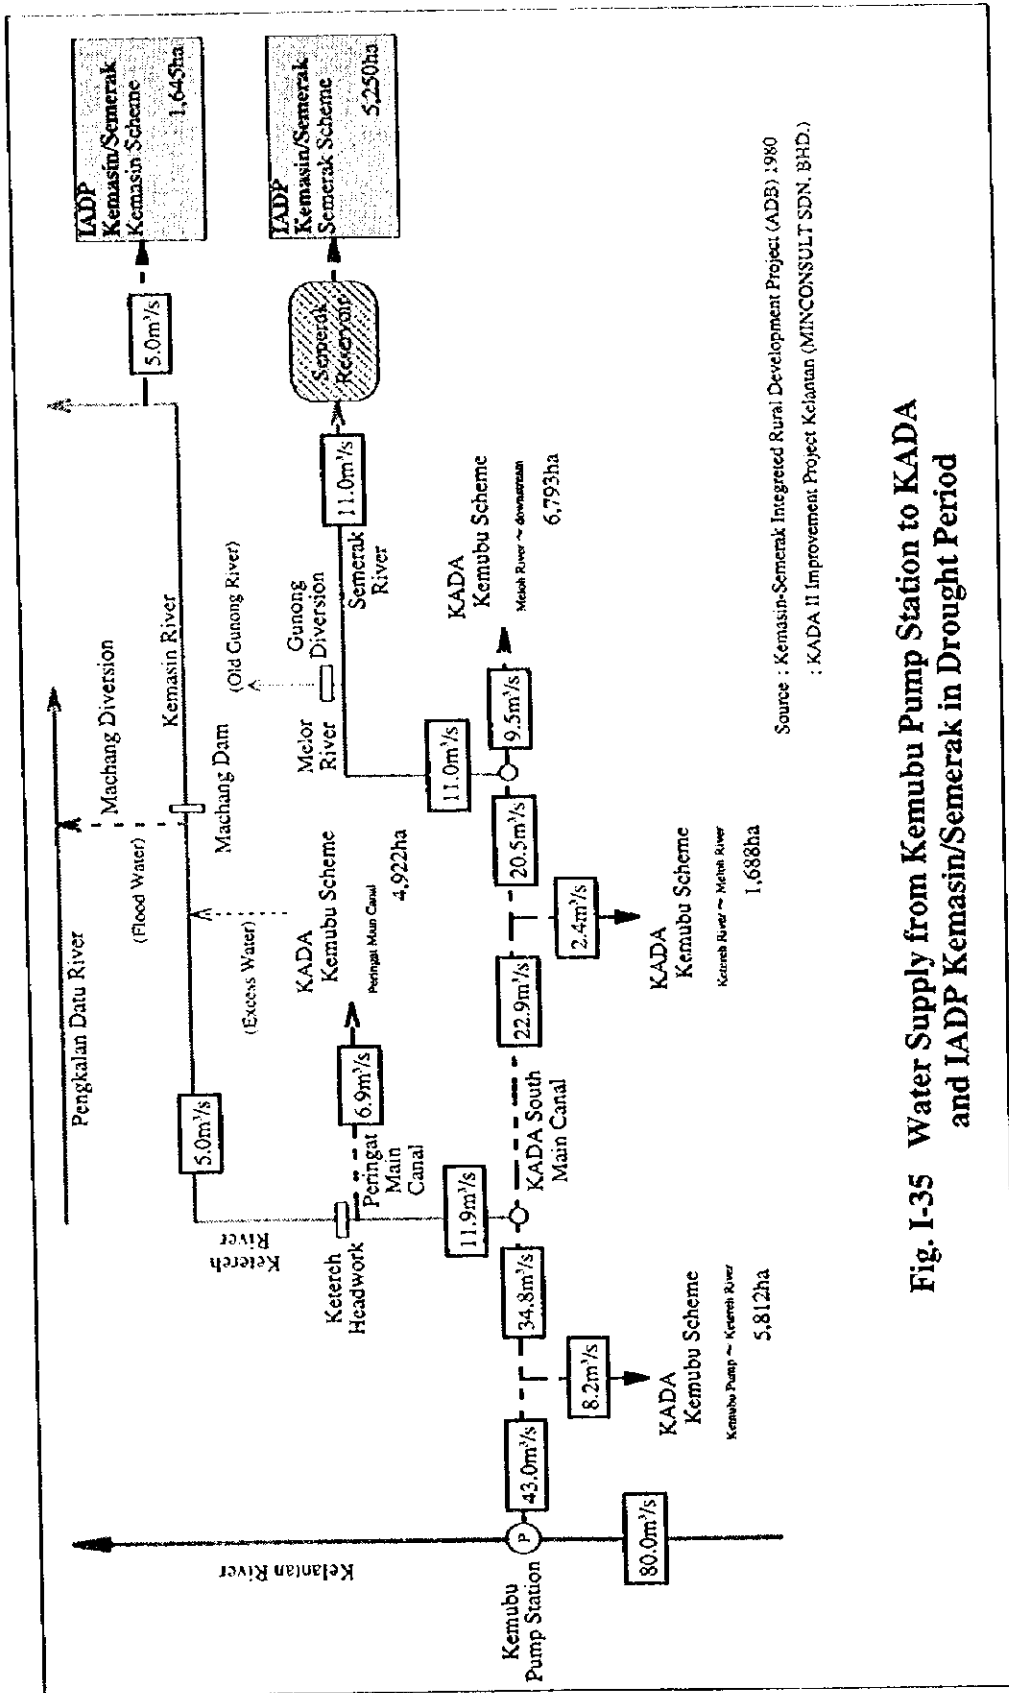 Pengkalan Datu River
Machang Diversion
(Flood Water)
Kemasin River
Machang Dam
5.0m³/s
5.0m³/s
IADP
Kemasin/Semerak
Kemasin Scheme
1,645ha
Ketereh
River
(Excess Water)
(Old Gunong River)
Ketereh
Headwork
Peringat
Main
Canal
6.9m³/s
KADA
Kemubu Scheme
Peringat Main Canal
4,922ha
Melor
River
Gunong
Diversion
Semerak
River
11.0m³/s
Semerak
Reservoir
IADP
Kemasin/Semerak
Semerak Scheme
5,250ha
11.9m³/s
11.0m³/s
Kelantan River
Kemubu
Pump Station
P
43.0m³/s
34.8m³/s
KADA South
Main Canal
22.9m³/s
20.5m³/s
9.5m³/s
KADA
Kemubu Scheme
Meloh River ~ downstream
6,793ha
80.0m³/s
8.2m³/s
KADA
Kemubu Scheme
Kemubu Pump ~ Ketereh River
5,812ha
2.4m³/s
KADA
Kemubu Scheme
Ketereh River ~ Meloh River
1,688ha
Source : Kemasin-Semerak Integreted Rural Development Project (ADB) 1980
: KADA II Improvement Project Kelantan (MINCONSULT SDN. BHD.)
Fig. I-35 Water Supply from Kemubu Pump Station to KADA
and IADP Kemasin/Semerak in Drought Period